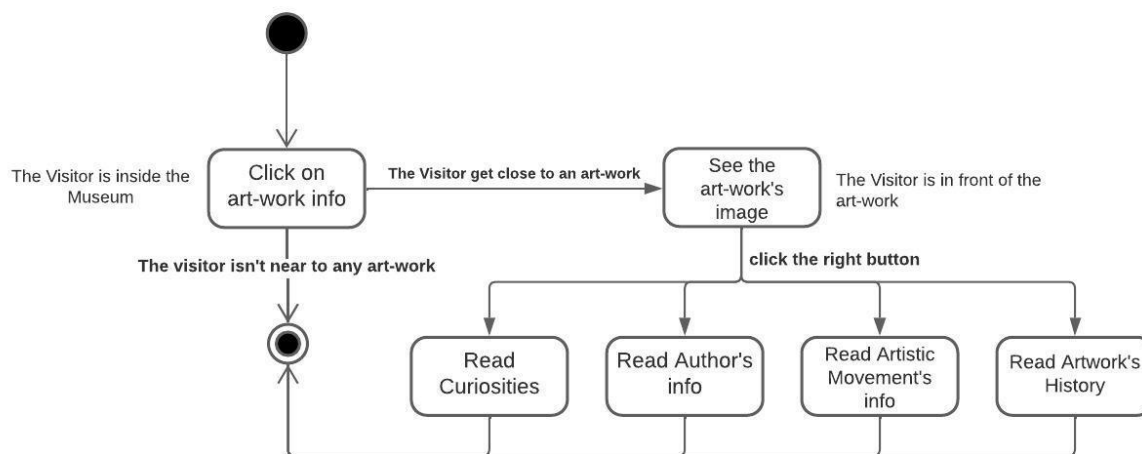 The Visitor is inside the
Museum
Click on
art-work info
The Visitor get close to an art-work
See the
art-work's
image
The Visitor is in front of the
art-work
The visitor isn't near to any art-work
click the right button
Read
Curiosities
Read Author's
info
Read Artistic
Movement's
info
Read Artwork's
History